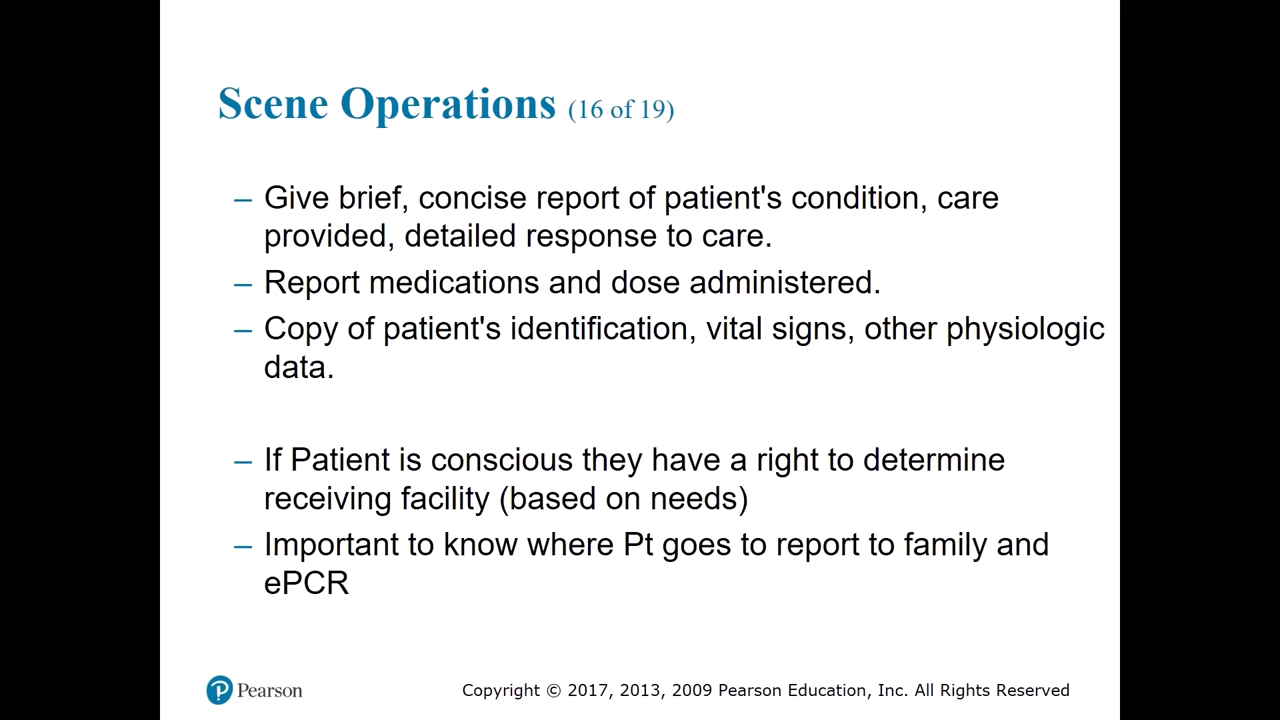 Scene Operations (16 of 19)
– Give brief, concise report of patient's condition, care
provided, detailed response to care.
– Report medications and dose administered.
– Copy of patient's identification, vital signs, other physiologic
data.
– If Patient is conscious they have a right to determine
receiving facility (based on needs)
– Important to know where Pt goes to report to family and
ePCR
Pearson
Copyright © 2017, 2013, 2009 Pearson Education, Inc. All Rights Reserved